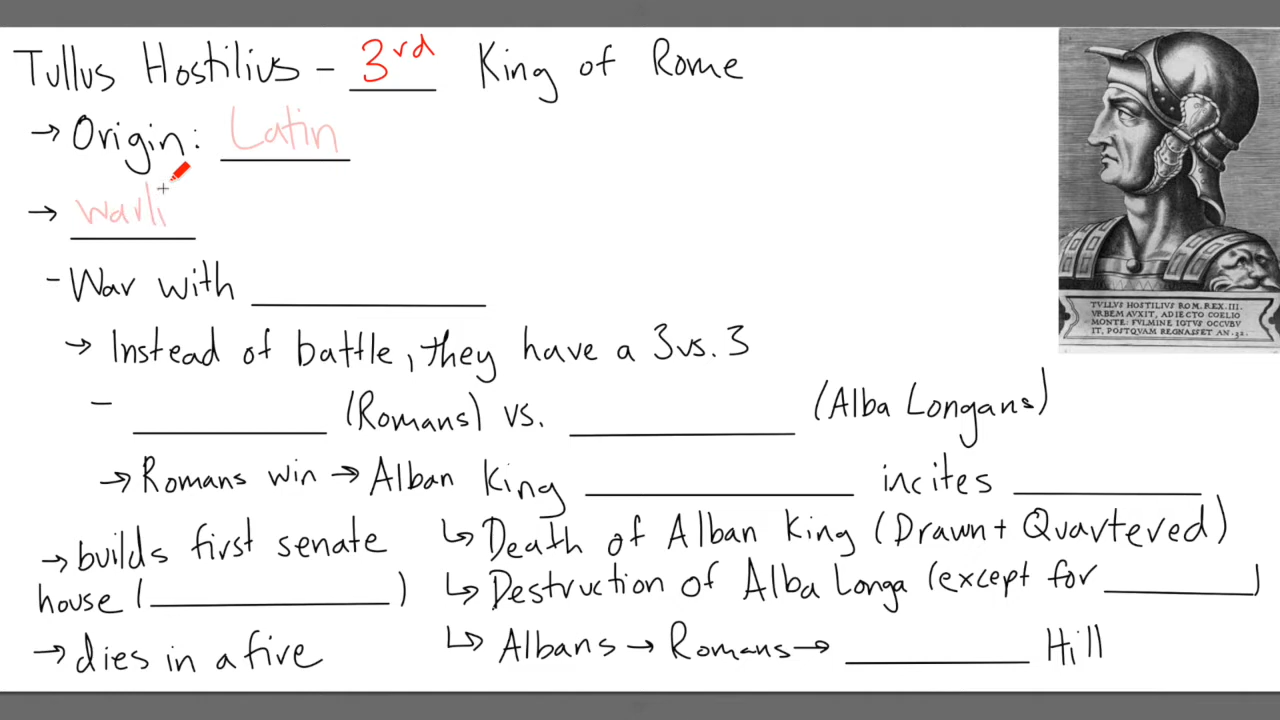 Tullus Hostilius - 3rd King of Rome
→ Origin: Latin
→ warli
- War with
→ Instead of battle, they have a 3 vs. 3
- (Romans) vs. (Alba Longans)
→ Romans win → Alban King incites
→ builds first senate
house ( )
→ dies in a fire
↳ Death of Alban King (Drawn + Quartered)
↳ Destruction of Alba Longa (except for )
↳ Albans → Romans → Hill
TVLLVS HOSTILIVS ROM. REX. III.
VRBEM AVXIT, ADIECTO COELIO
MONTE: FVLMINE IGTVS OCCVBV
IT, POSTQVAM REGNASSET AN. 32.